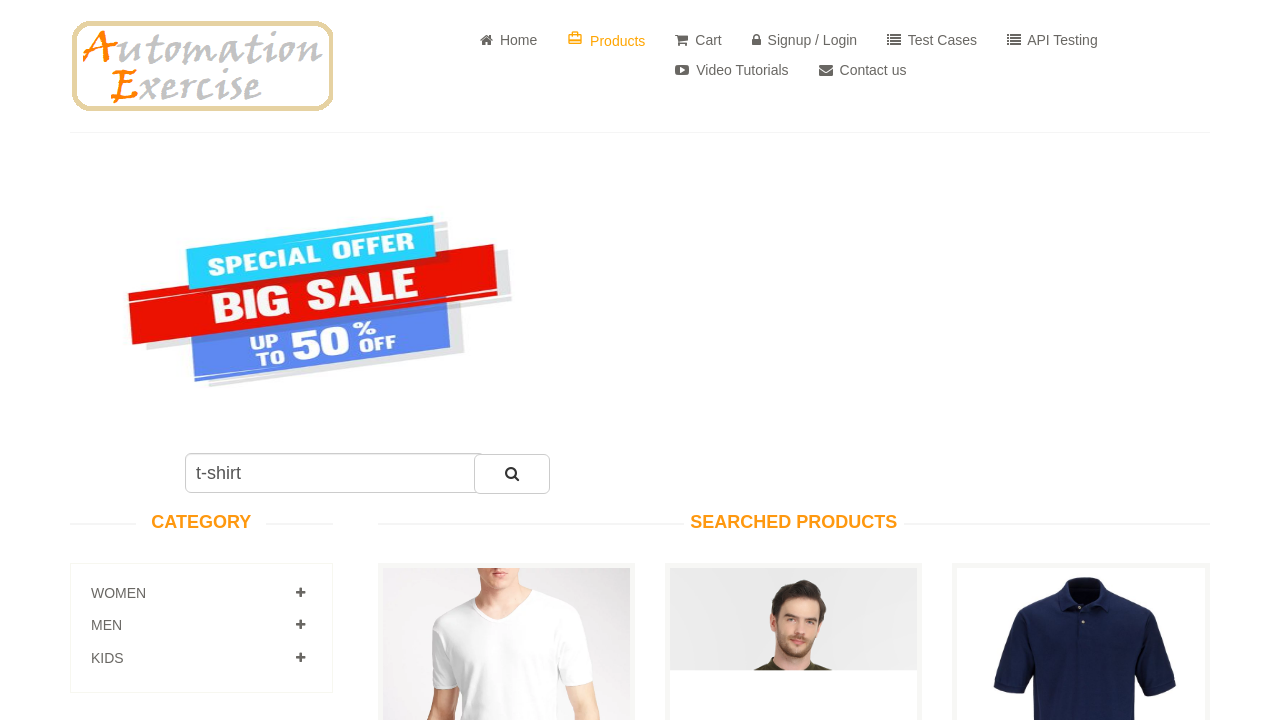 Automation
Exercise
Home
Products
Cart
Signup / Login
Test Cases
API Testing
Video Tutorials
Contact us
SPECIAL OFFER
BIG SALE
UP TO 50% OFF
t-shirt
CATEGORY
SEARCHED PRODUCTS
WOMEN
MEN
KIDS